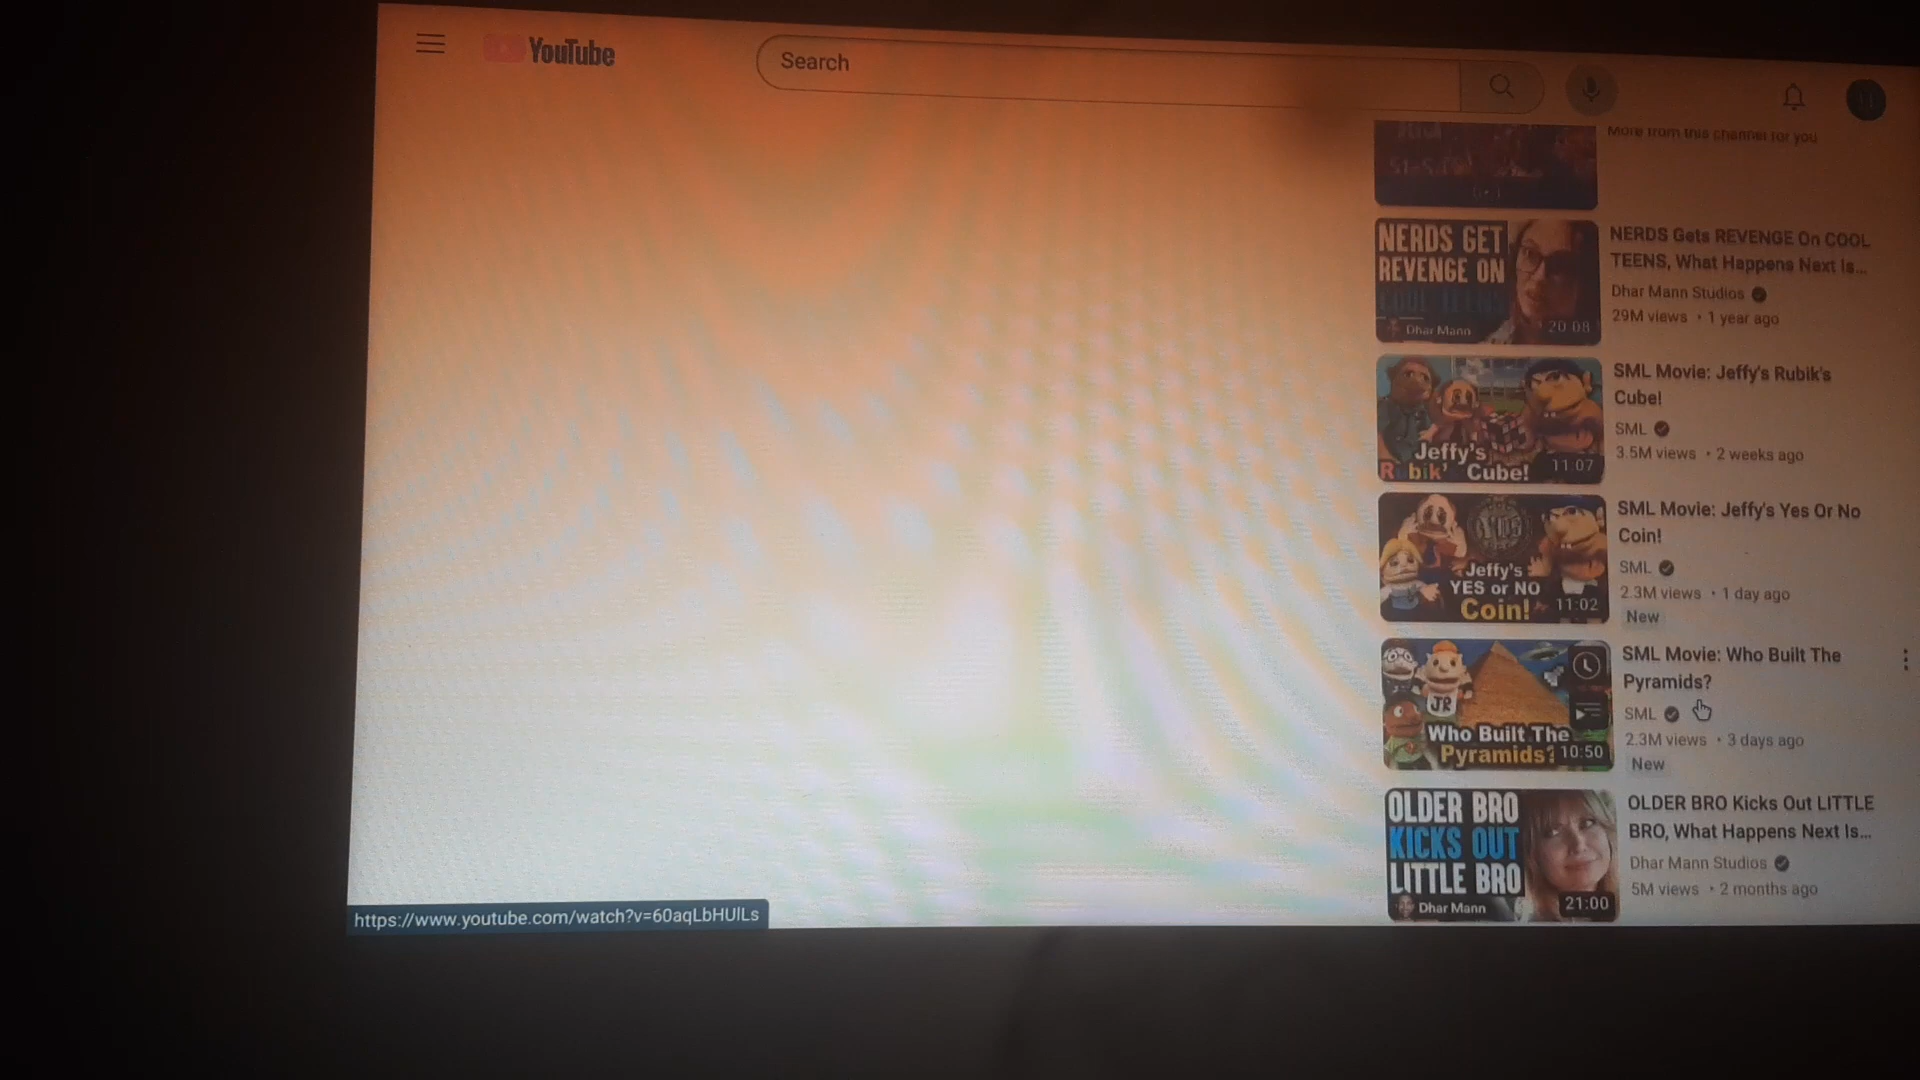 YouTube
Search
More from this channel for you
NERDS GET
REVENGE ON
COOL TEENS
Dhar Mann
20:08
NERDS Gets REVENGE On COOL
TEENS, What Happens Next Is...
Dhar Mann Studios
29M views • 1 year ago
Jeffy's
Rubik's Cube!
11:07
SML Movie: Jeffy's Rubik's
Cube!
SML
3.5M views • 2 weeks ago
Jeffy's
YES or NO
Coin!
11:02
SML Movie: Jeffy's Yes Or No
Coin!
SML
2.3M views • 1 day ago
New
JR
Who Built The
Pyramids?
10:50
SML Movie: Who Built The
Pyramids?
SML
2.3M views • 3 days ago
New
OLDER BRO
KICKS OUT
LITTLE BRO
Dhar Mann
21:00
OLDER BRO Kicks Out LITTLE
BRO, What Happens Next Is...
Dhar Mann Studios
5M views • 2 months ago
https://www.youtube.com/watch?v=60aqLbHUlLs